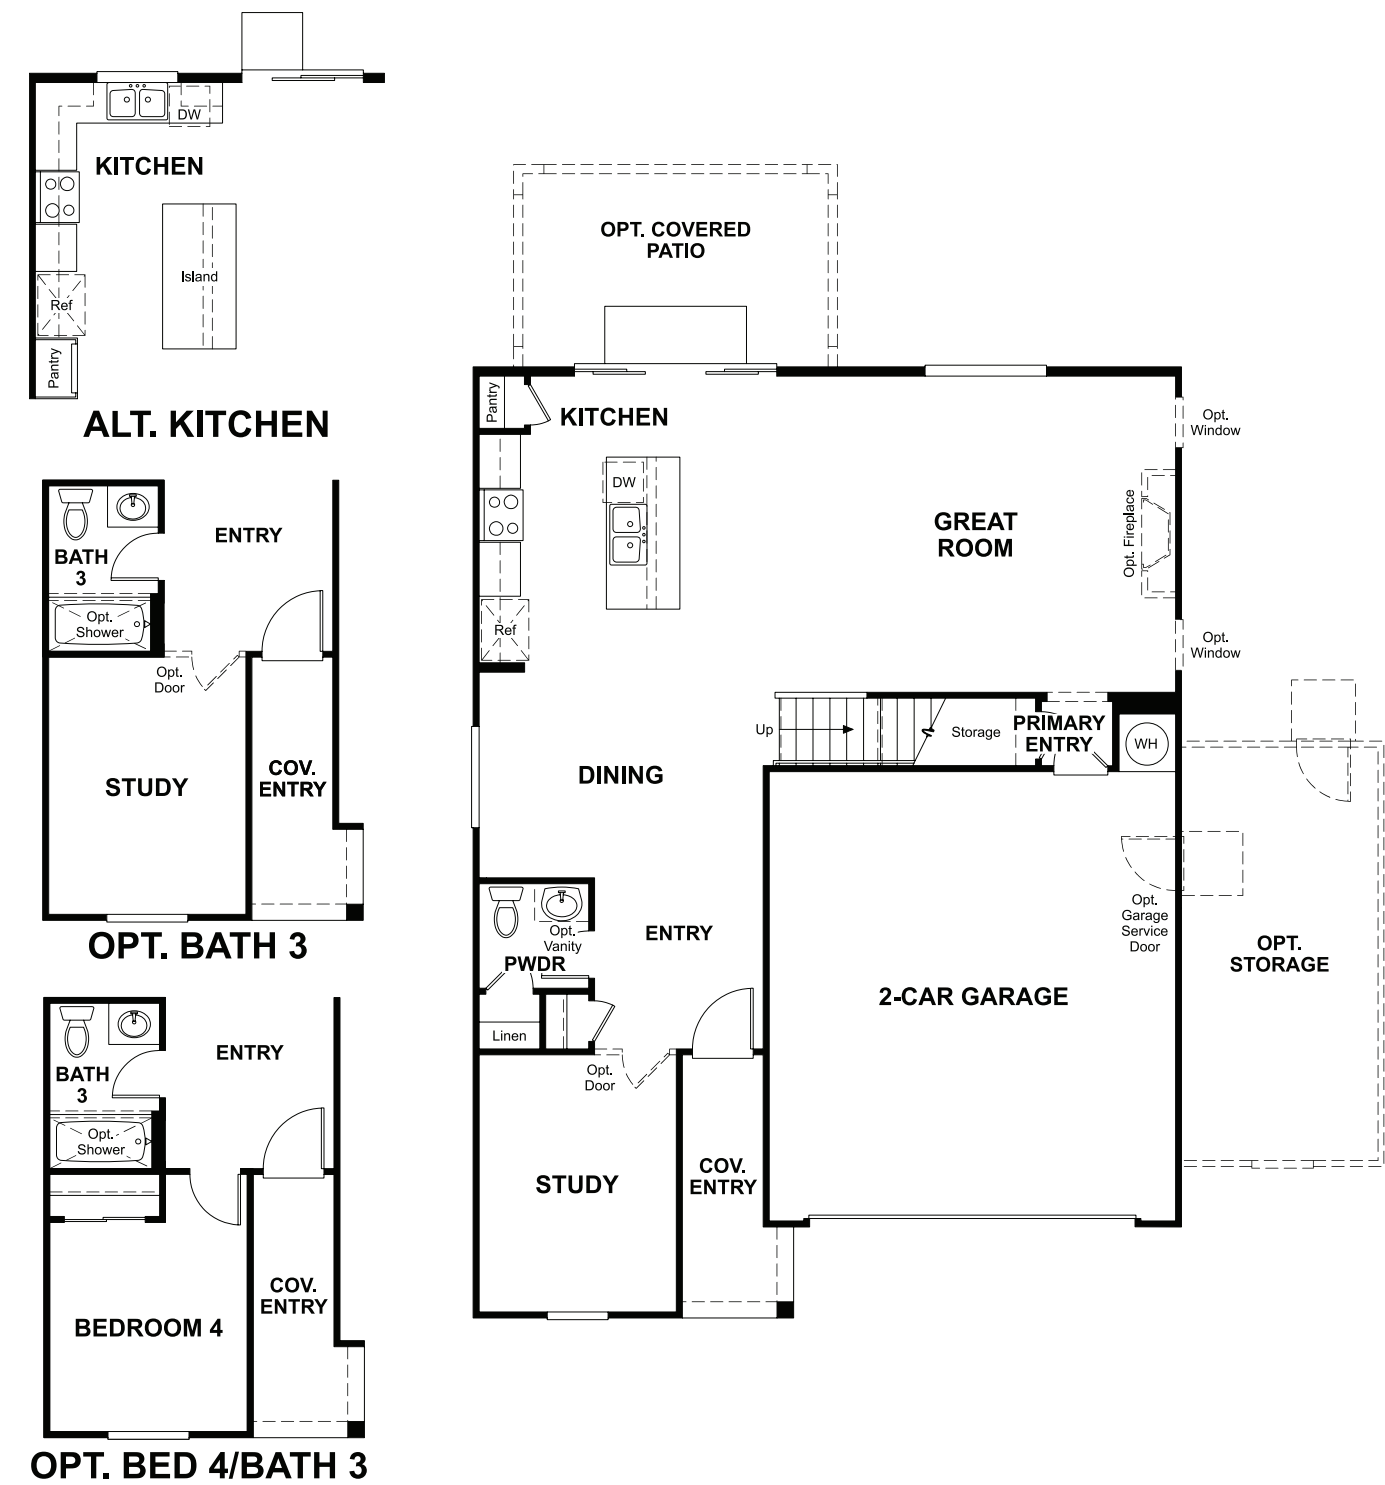 DW
KITCHEN
Island
Ref
Pantry
ALT. KITCHEN
BATH
3
ENTRY
Opt.
Shower
Opt.
Door
STUDY
COV.
ENTRY
OPT. BATH 3
BATH
3
ENTRY
Opt.
Shower
COV.
ENTRY
BEDROOM 4
OPT. BED 4/BATH 3
OPT. COVERED
PATIO
Pantry
KITCHEN
DW
Ref
GREAT
ROOM
Opt.
Window
Opt. Fireplace
Opt.
Window
Up
Storage
PRIMARY
ENTRY
WH
DINING
Opt.
Vanity
PWDR
ENTRY
Linen
Opt.
Door
STUDY
COV.
ENTRY
2-CAR GARAGE
Opt.
Garage
Service
Door
OPT.
STORAGE